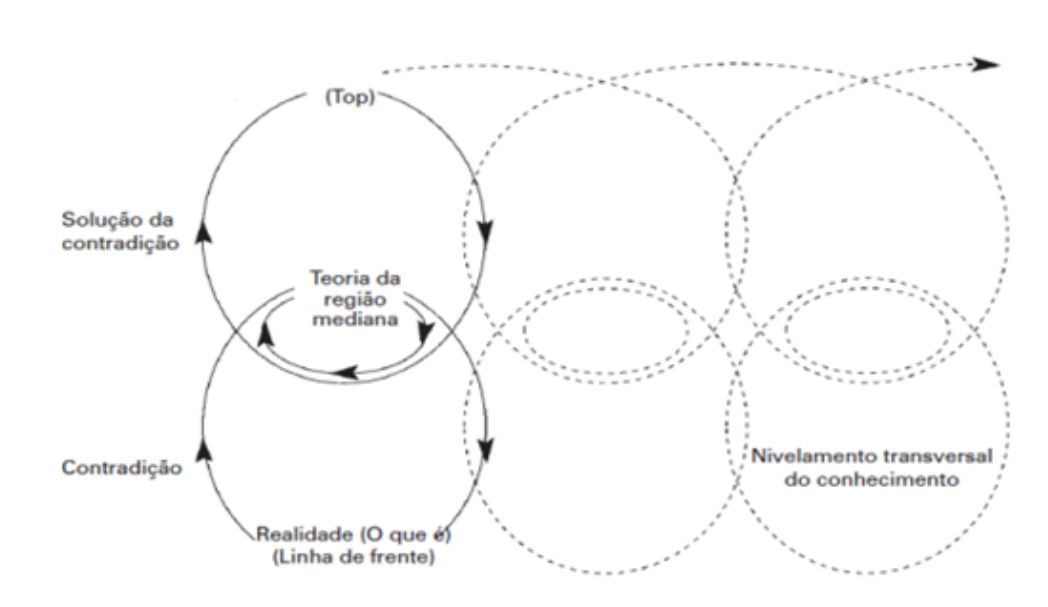 (Top)
Solução da
contradição
Teoria da
região
mediana
Contradição
Nivelamento transversal
do conhecimento
Realidade (O que é)
(Linha de frente)